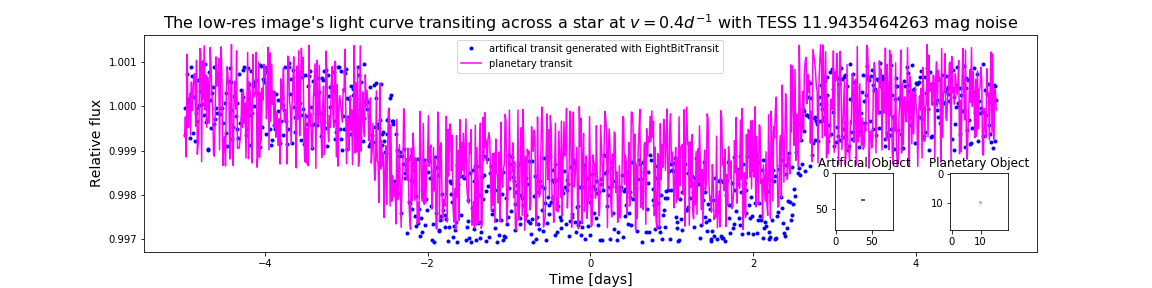 The low-res image's light curve transiting across a star at v = 0.4d⁻¹ with TESS 11.9435464263 mag noise
artifical transit generated with EightBitTransit
planetary transit
Relative flux
1.001
1.000
0.999
0.998
0.997
Artificial Object
0
50
0 50
Planetary Object
0
10
0 10
−4 −2 0 2 4
Time [days]